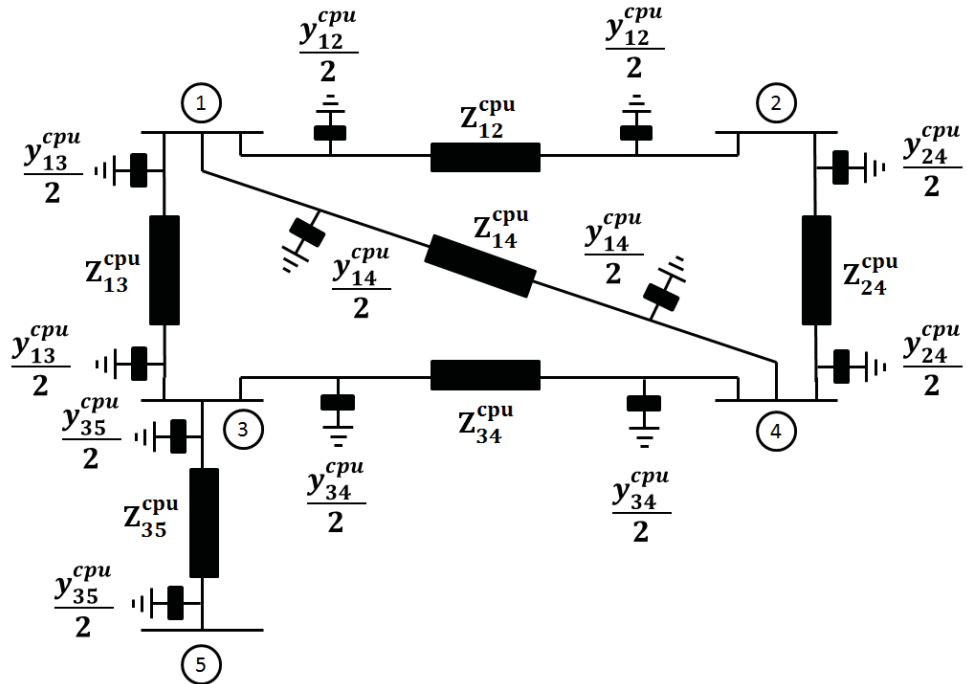 y₁₂ᶜᵖᵘ/2
y₁₂ᶜᵖᵘ/2
1
2
Z₁₂ᶜᵖᵘ
y₁₃ᶜᵖᵘ/2
y₂₄ᶜᵖᵘ/2
Z₁₄ᶜᵖᵘ
y₁₄ᶜᵖᵘ/2
y₁₄ᶜᵖᵘ/2
Z₁₃ᶜᵖᵘ
Z₂₄ᶜᵖᵘ
y₁₃ᶜᵖᵘ/2
y₂₄ᶜᵖᵘ/2
Z₃₄ᶜᵖᵘ
y₃₅ᶜᵖᵘ/2
3
4
y₃₄ᶜᵖᵘ/2
y₃₄ᶜᵖᵘ/2
Z₃₅ᶜᵖᵘ
y₃₅ᶜᵖᵘ/2
5